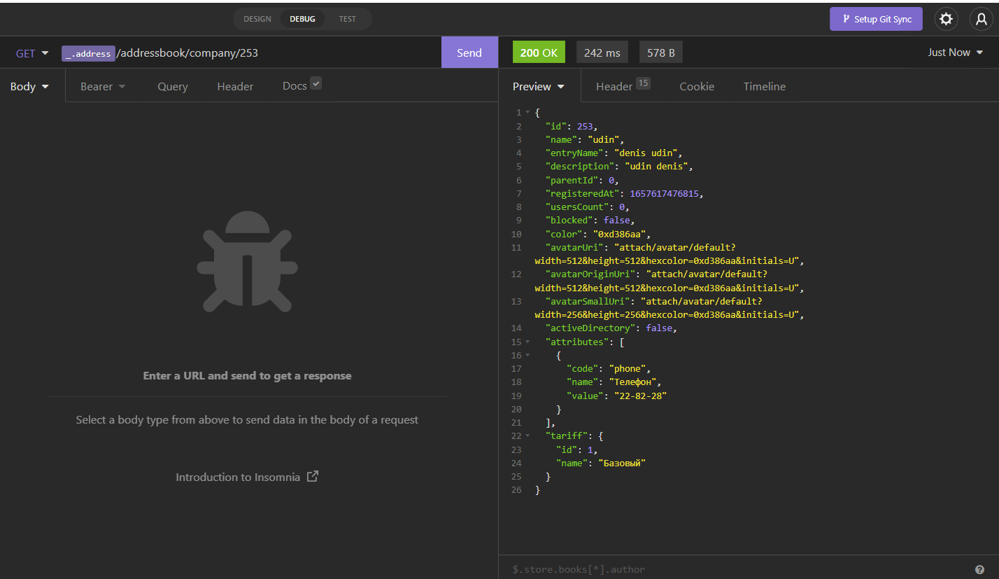 DESIGN DEBUG TEST Setup Git Sync
GET _.address /addressbook/company/253 Send 200 OK 242 ms 578 B Just Now
Body Bearer Query Header Docs Preview Header 15 Cookie Timeline
Enter a URL and send to get a response
Select a body type from above to send data in the body of a request
Introduction to Insomnia
1 {
2 "id": 253,
3 "name": "udin",
4 "entryName": "denis udin",
5 "description": "udin denis",
6 "parentId": 0,
7 "registeredAt": 1657617476815,
8 "usersCount": 0,
9 "blocked": false,
10 "color": "0xd386aa",
11 "avatarUri": "attach/avatar/default?
width=512&height=512&hexcolor=0xd386aa&initials=U",
12 "avatarOriginUri": "attach/avatar/default?
width=512&height=512&hexcolor=0xd386aa&initials=U",
13 "avatarSmallUri": "attach/avatar/default?
width=256&height=256&hexcolor=0xd386aa&initials=U",
14 "activeDirectory": false,
15 "attributes": [
16 {
17 "code": "phone",
18 "name": "Телефон",
19 "value": "22-82-28"
20 }
21 ],
22 "tariff": {
23 "id": 1,
24 "name": "Базовый"
25 }
26 }
$.store.books[*].author ?